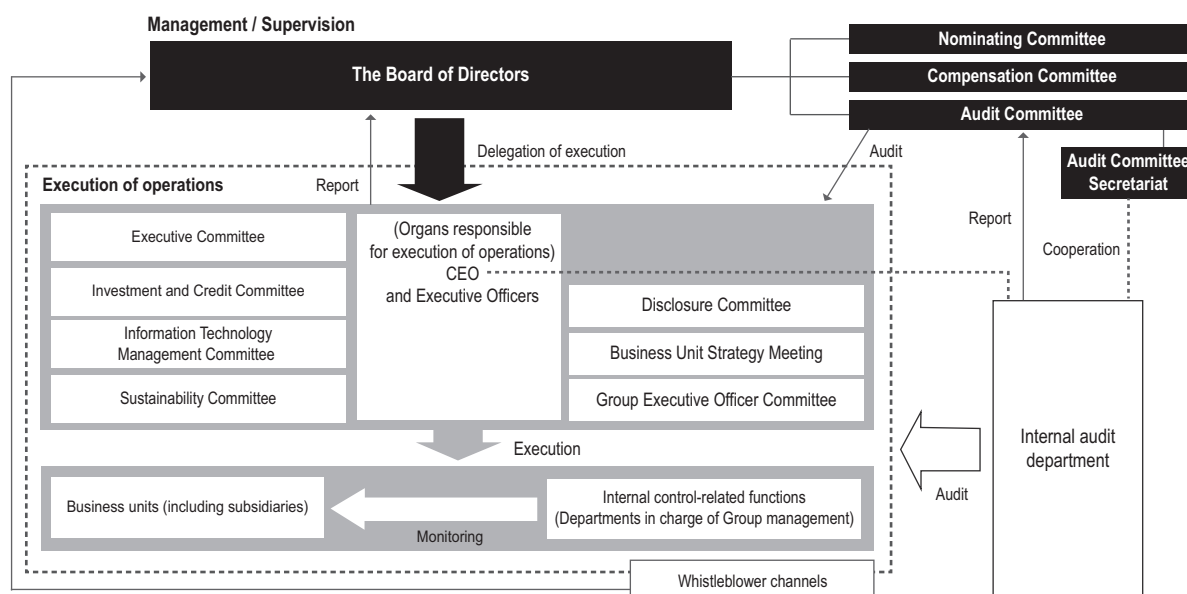 Management / Supervision
The Board of Directors
Nominating Committee
Compensation Committee
Audit Committee
Delegation of execution
Audit
Audit Committee
Secretariat
Execution of operations
Report
Report
Cooperation
Executive Committee
Investment and Credit Committee
Information Technology
Management Committee
Sustainability Committee
(Organs responsible
for execution of operations)
CEO
and Executive Officers
Disclosure Committee
Business Unit Strategy Meeting
Group Executive Officer Committee
Execution
Internal audit
department
Audit
Business units (including subsidiaries)
Monitoring
Internal control-related functions
(Departments in charge of Group management)
Whistleblower channels